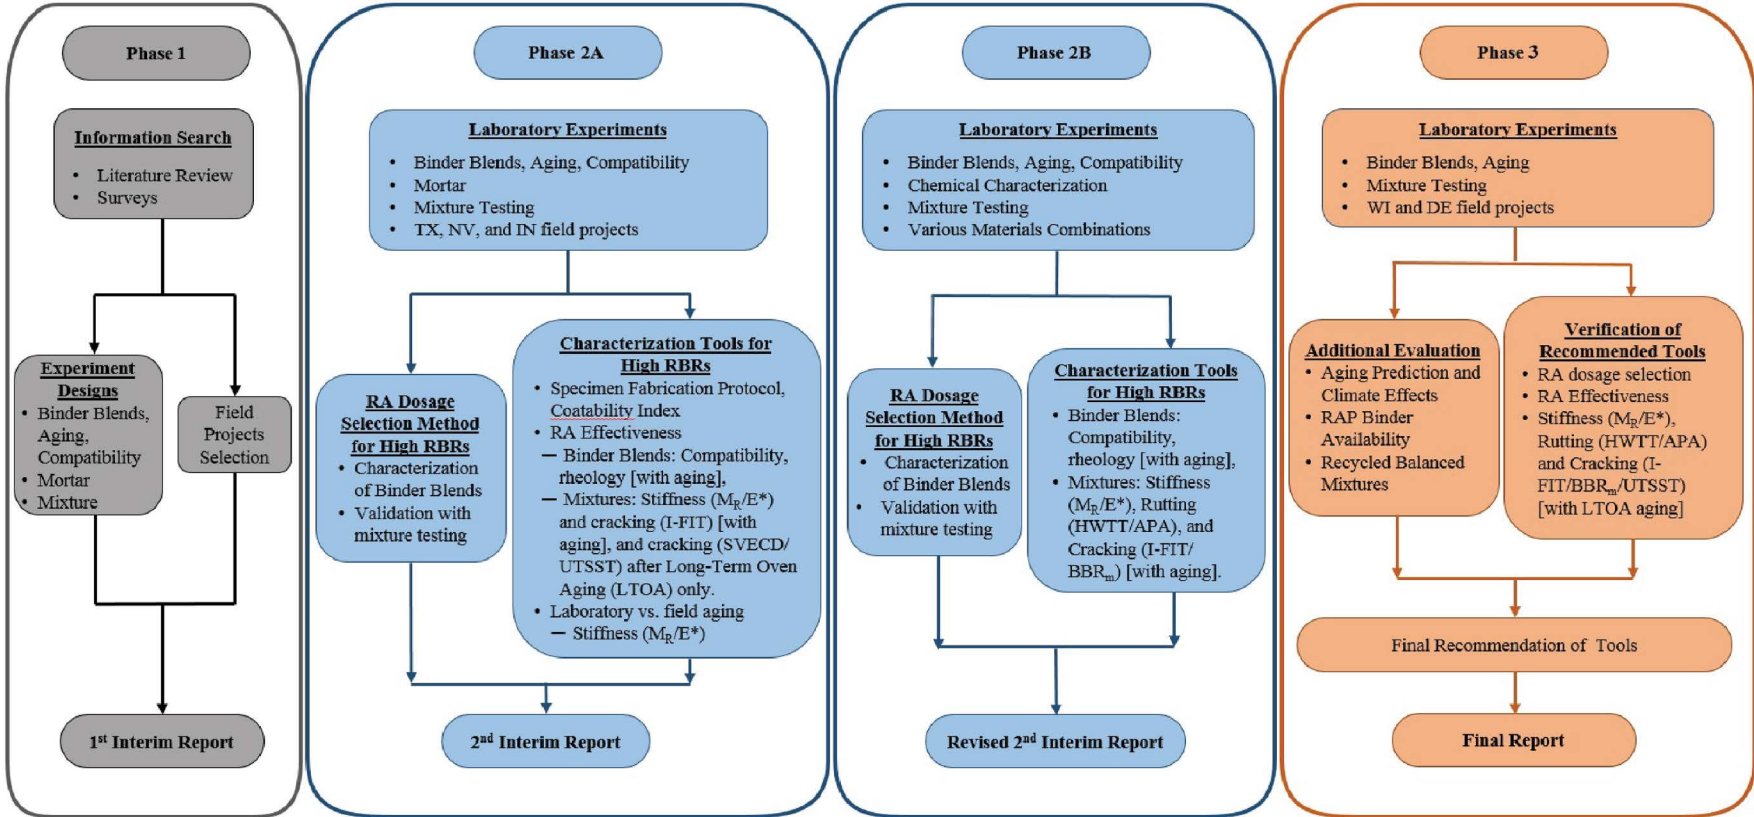 Phase 1
Information Search
• Literature Review
• Surveys
Experiment
Designs
• Binder Blends,
Aging,
Compatibility
• Mortar
• Mixture
Field
Projects
Selection
1st Interim Report
Phase 2A
Laboratory Experiments
• Binder Blends, Aging, Compatibility
• Mortar
• Mixture Testing
• TX, NV, and IN field projects
RA Dosage
Selection Method
for High RBRs
• Characterization
of Binder Blends
• Validation with
mixture testing
Characterization Tools for
High RBRs
• Specimen Fabrication Protocol,
Coatability Index
• RA Effectiveness
— Binder Blends: Compatibility,
rheology [with aging],
— Mixtures: Stiffness (MR/E*)
and cracking (I-FIT) [with
aging], and cracking (SVECD/
UTSST) after Long-Term Oven
Aging (LTOA) only.
• Laboratory vs. field aging
— Stiffness (MR/E*)
2nd Interim Report
Phase 2B
Laboratory Experiments
• Binder Blends, Aging, Compatibility
• Chemical Characterization
• Mixture Testing
• Various Materials Combinations
RA Dosage
Selection Method
for High RBRs
• Characterization
of Binder Blends
• Validation with
mixture testing
Characterization Tools
for High RBRs
• Binder Blends:
Compatibility,
rheology [with aging],
• Mixtures: Stiffness
(MR/E*), Rutting
(HWTT/APA), and
Cracking (I-FIT/
BBRm) [with aging].
Revised 2nd Interim Report
Phase 3
Laboratory Experiments
• Binder Blends, Aging
• Mixture Testing
• WI and DE field projects
Additional Evaluation
• Aging Prediction and
Climate Effects
• RAP Binder
Availability
• Recycled Balanced
Mixtures
Verification of
Recommended Tools
• RA dosage selection
• RA Effectiveness
• Stiffness (MR/E*),
Rutting (HWTT/APA)
and Cracking (I-
FIT/BBRm/UTSST)
[with LTOA aging]
Final Recommendation of Tools
Final Report